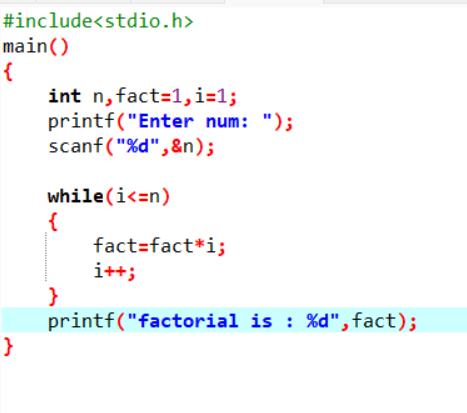 #include<stdio.h>
main()
{
    int n,fact=1,i=1;
    printf("Enter num: ");
    scanf("%d",&n);

    while(i<=n)
    {
        fact=fact*i;
        i++;
    }
    printf("factorial is : %d",fact);
}